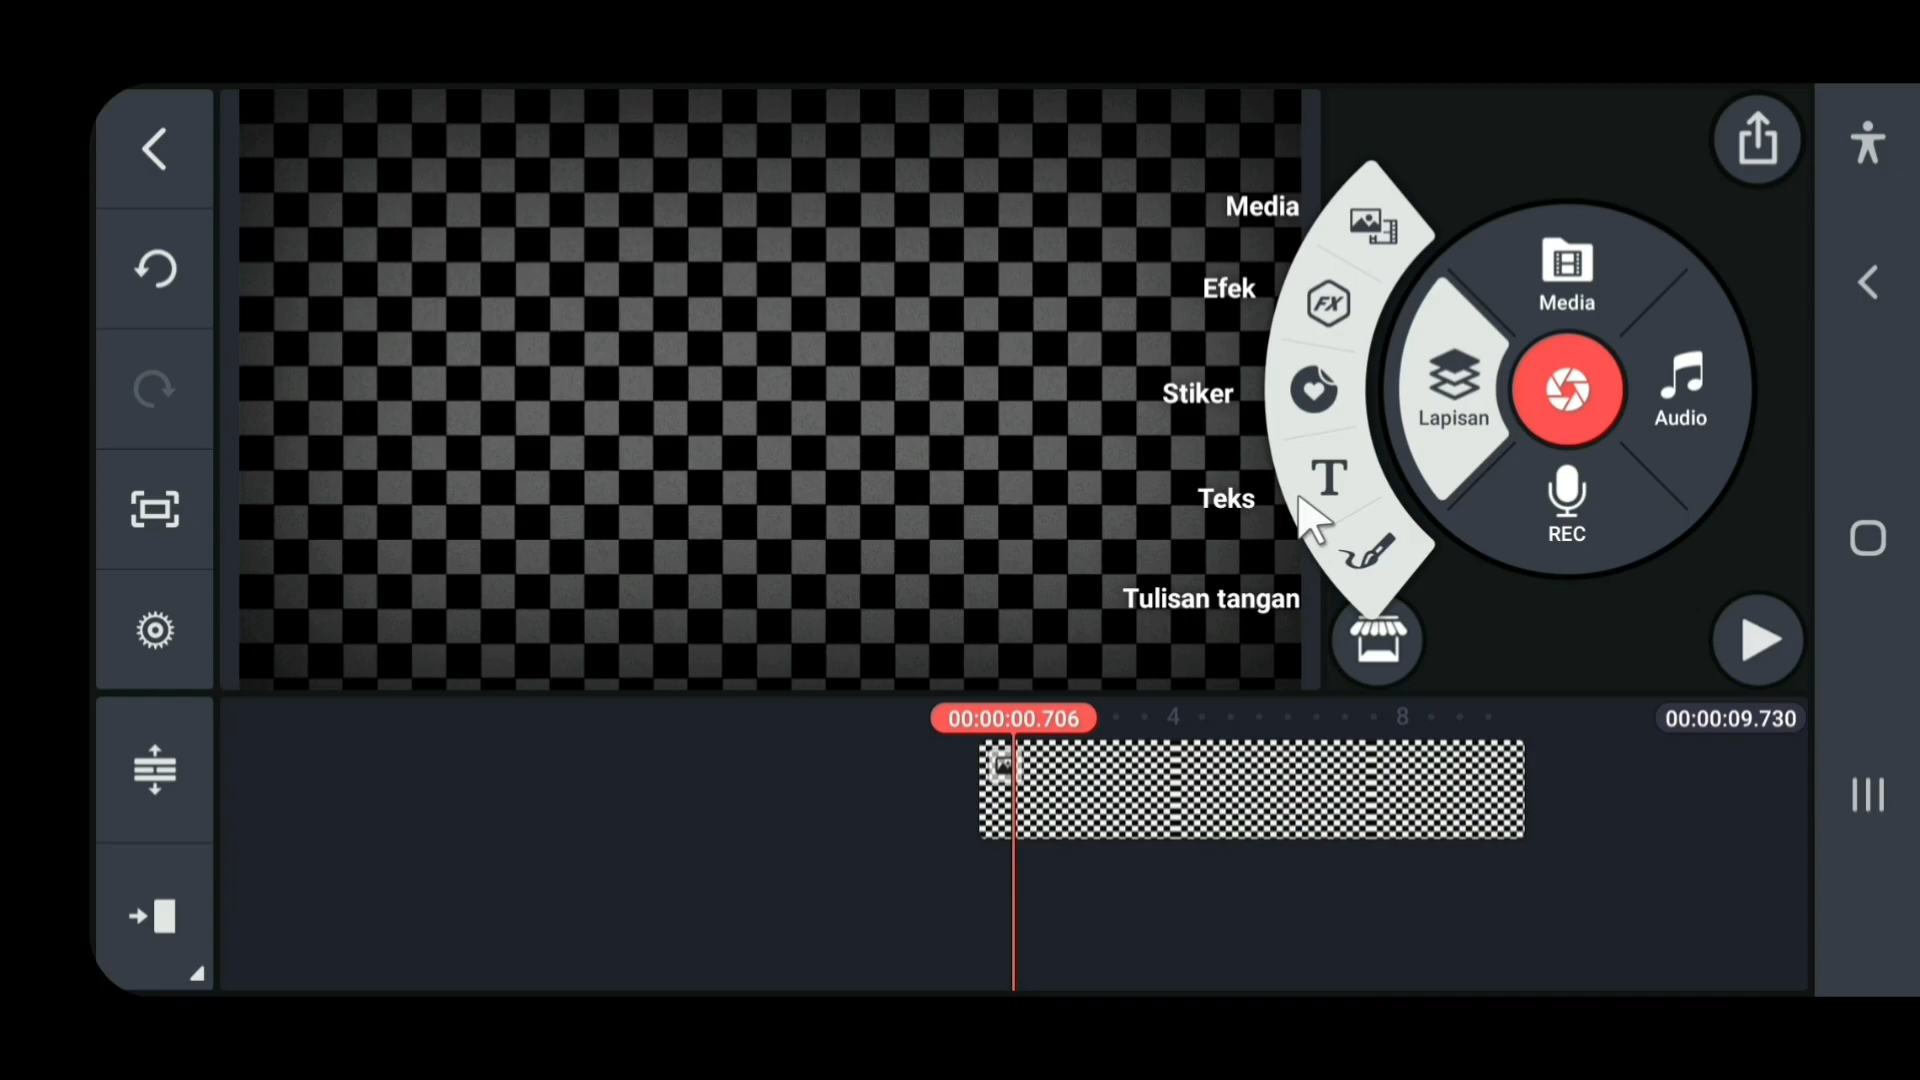 Media
Efek
Stiker
Teks
Tulisan tangan
FX
T
Media
Lapisan
Audio
REC
00:00:00.706
4
8
00:00:09.730